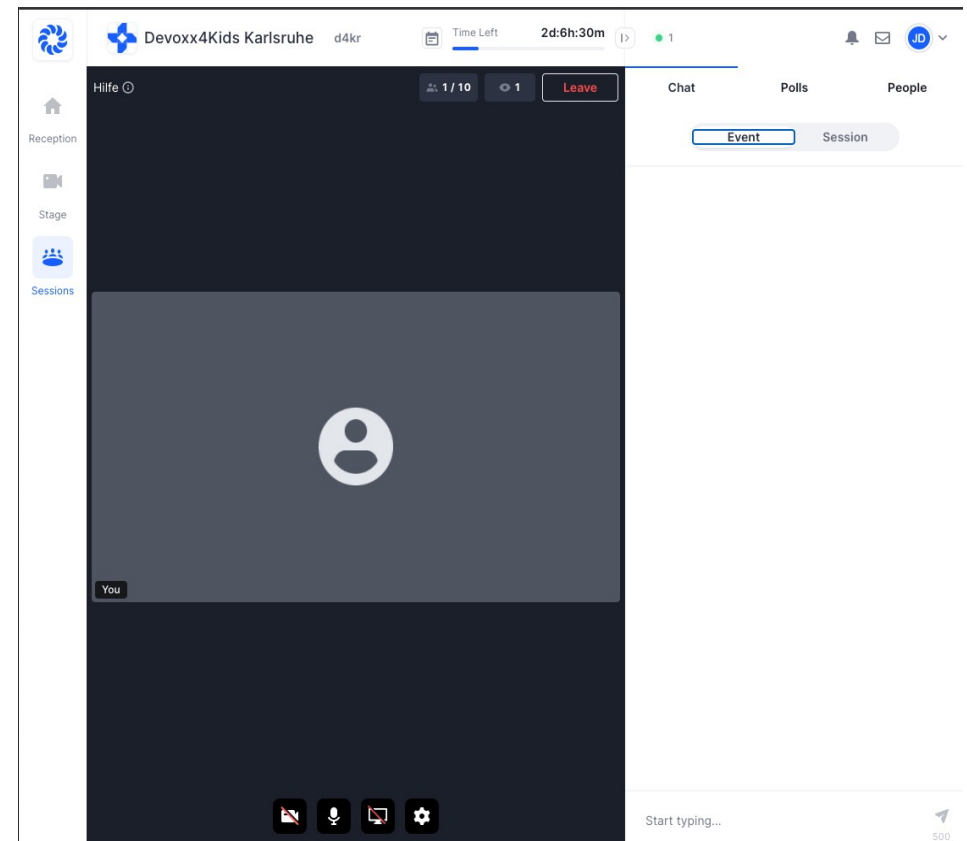 Devoxx4Kids Karlsruhe d4kr
Time Left 2d:6h:30m
1
JD
Hilfe
1 / 10
1
Leave
Chat Polls People
Event Session
Reception
Stage
Sessions
You
Start typing...
500